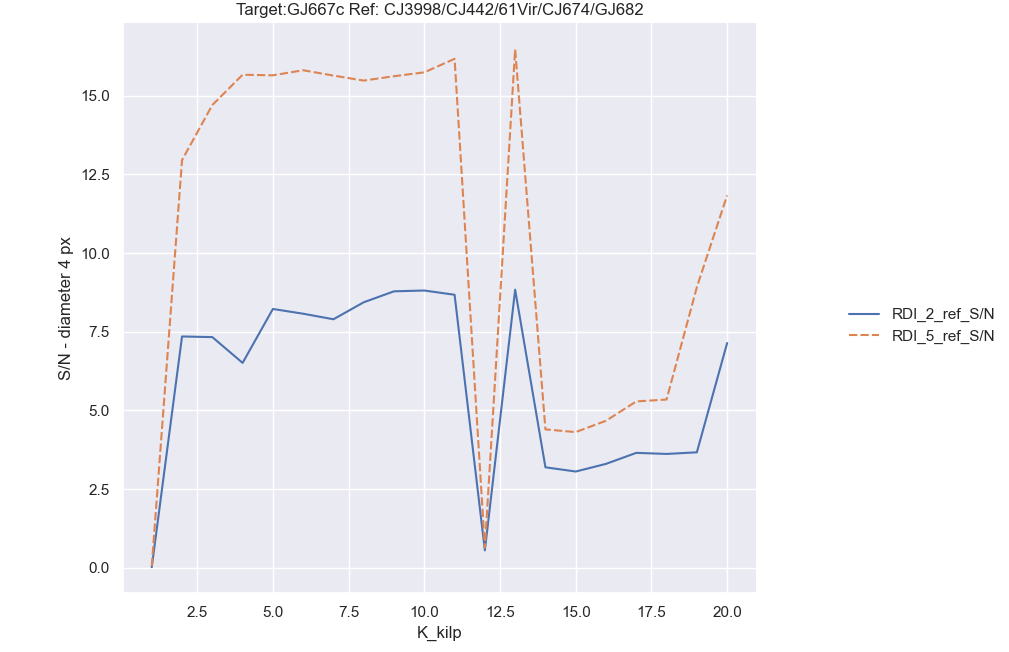 Target:GJ667c Ref: CJ3998/CJ442/61Vir/CJ674/GJ682
S/N - diameter 4 px
15.0
12.5
10.0
7.5
5.0
2.5
0.0
2.5 5.0 7.5 10.0 12.5 15.0 17.5 20.0
K_kilp
RDI_2_ref_S/N
RDI_5_ref_S/N